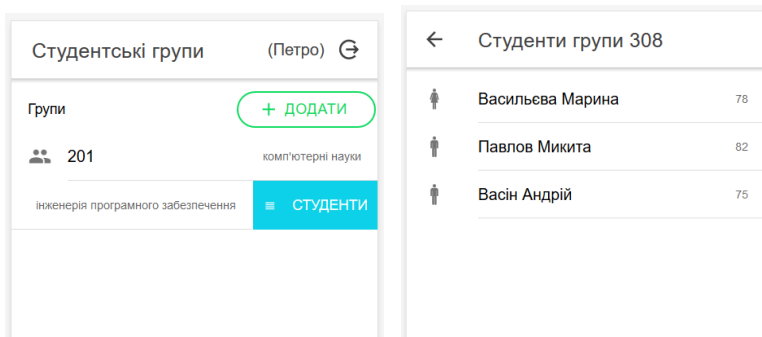 Студентські групи (Петро)
Групи + ДОДАТИ
201 комп'ютерні науки
інженерія програмного забезпечення СТУДЕНТИ
Студенти групи 308
Васильєва Марина 78
Павлов Микита 82
Васін Андрій 75